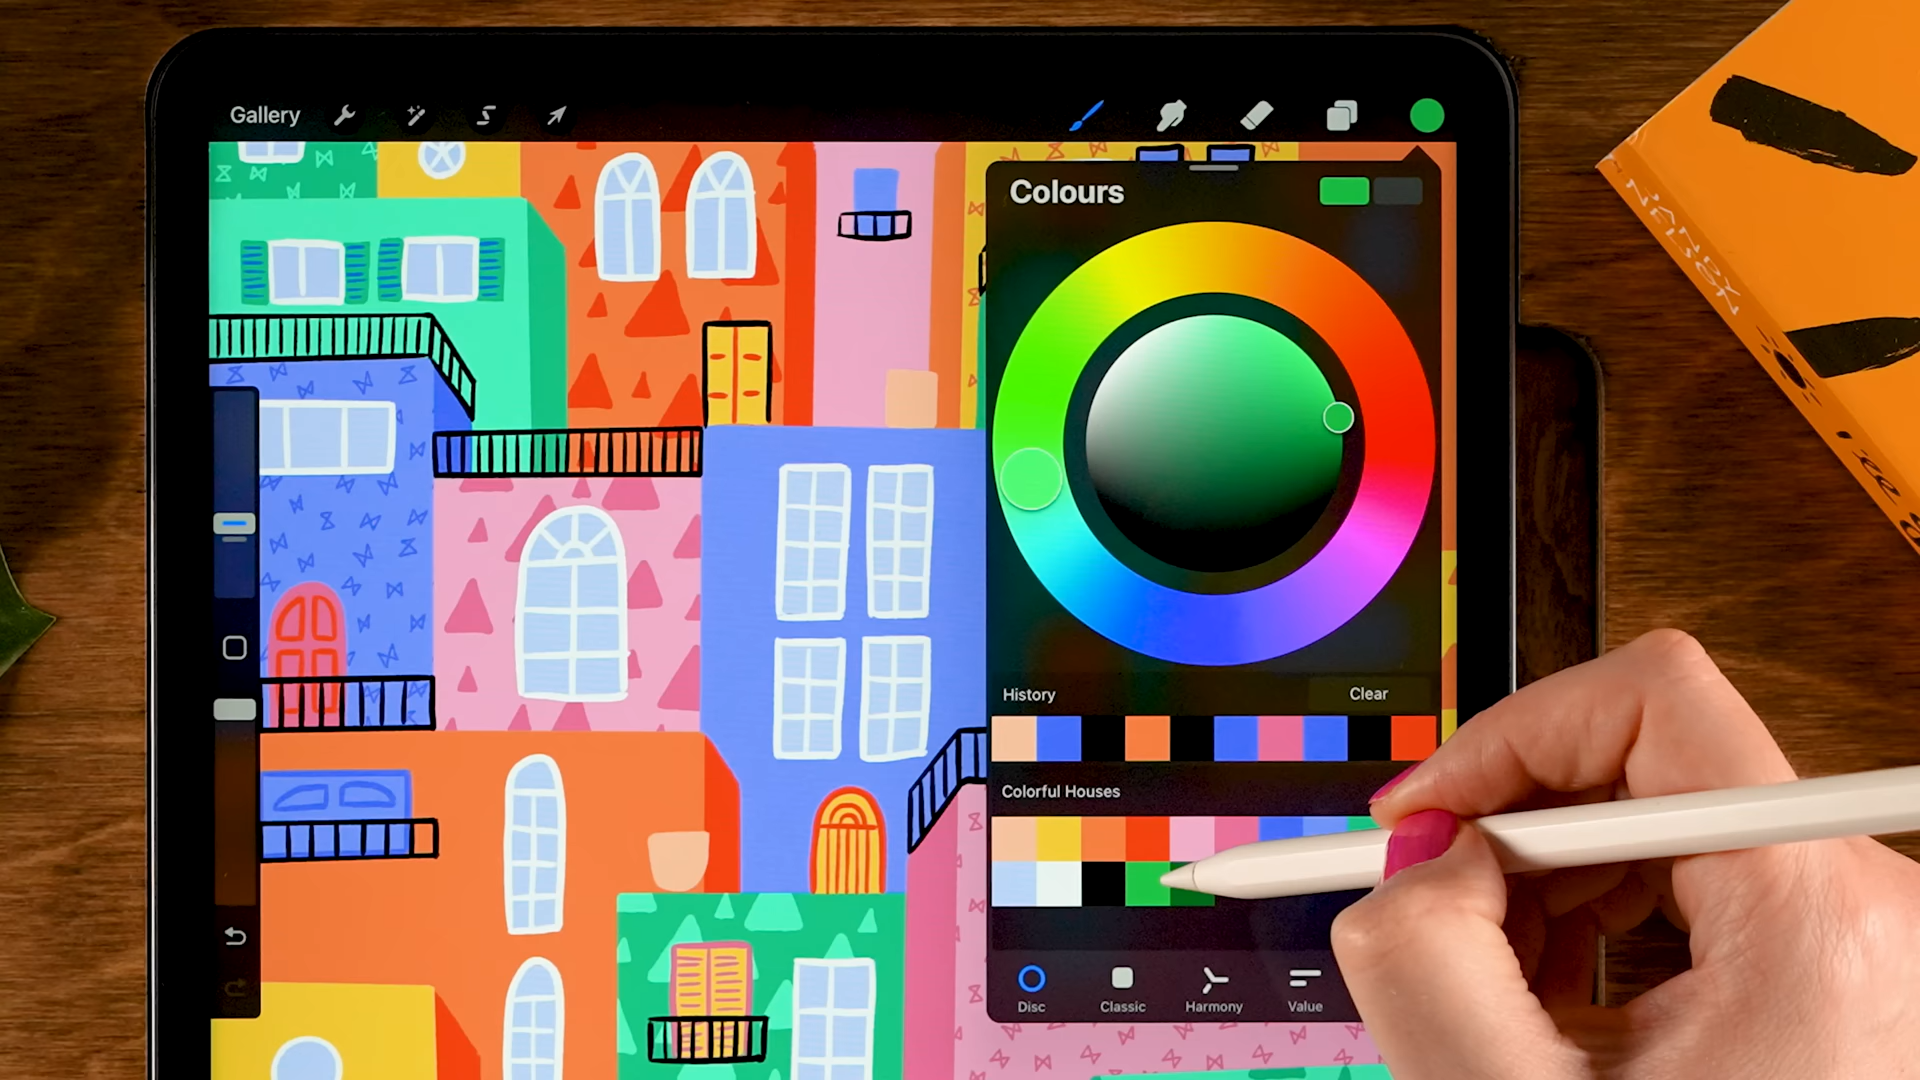 Gallery
Colours
History
Clear
Colorful Houses
Disc
Classic
Harmony
Value